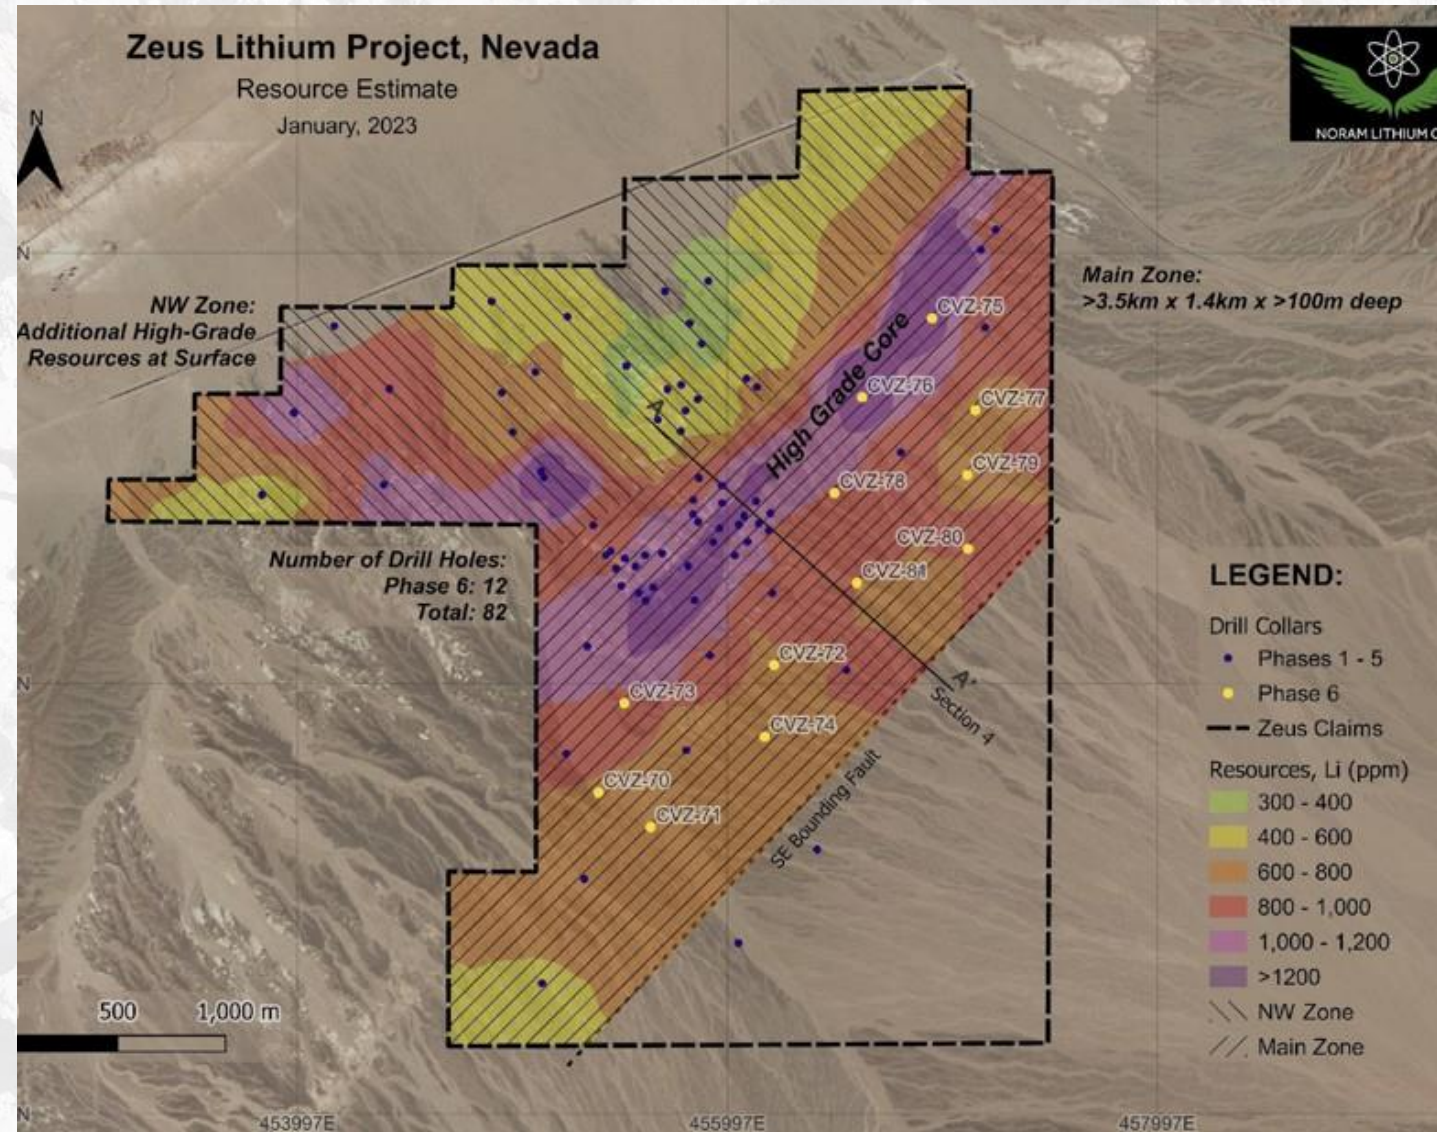 Zeus Lithium Project, Nevada
Resource Estimate
January, 2023
N
NORAM LITHIUM C
N
NW Zone:
Additional High-Grade
Resources at Surface
Main Zone:
>3.5km x 1.4km x >100m deep
High Grade Core
CVZ-75
CVZ-76
CVZ-77
CVZ-78
CVZ-79
CVZ-80
CVZ-81
A
Number of Drill Holes:
Phase 6: 12
Total: 82
CVZ-72
CVZ-73
CVZ-74
CVZ-70
CVZ-71
A'
Section 4
SE Bounding Fault
N
LEGEND:
Drill Collars
Phases 1 - 5
Phase 6
Zeus Claims
Resources, Li (ppm)
300 - 400
400 - 600
600 - 800
800 - 1,000
1,000 - 1,200
>1200
NW Zone
Main Zone
500 1,000 m
N
453997E
455997E
457997E